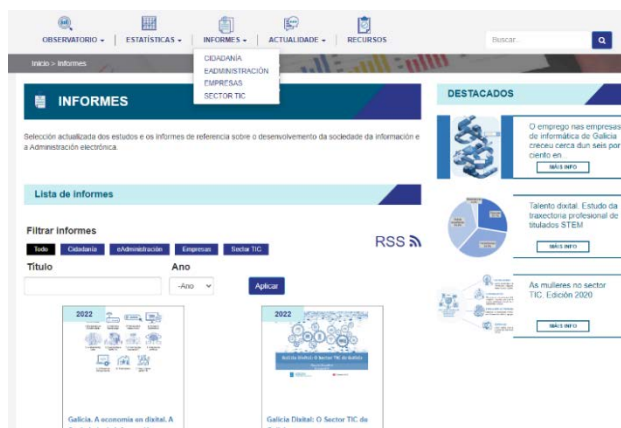 OBSERVATORIO
ESTATÍSTICAS
INFORMES
ACTUALIDADE
RECURSOS
Buscar...
Inicio > Informes
CIDADANÍA
EADMINISTRACIÓN
EMPRESAS
SECTOR TIC
INFORMES
Selección actualizada dos estudos e os informes de referencia sobre o desenvolvemento da sociedade da información e
a Administración electrónica.
Lista de informes
Filtrar informes
RSS
Todo
Cidadanía
eAdministración
Empresas
Sector TIC
Título
Ano
-Ano
Aplicar
2022
Galicia. A economía en dixital. A
2022
Galicia Dixital: O Sector TIC de Galicia
Galicia Dixital: O Sector TIC de
DESTACADOS
O emprego nas empresas
de informática de Galicia
creceu cerca dun seis por
cento en...
MÁIS INFO
Talento dixital. Estudo da
traxectoria profesional de
titulados STEM
MÁIS INFO
As mulleres no sector
TIC. Edición 2020
MÁIS INFO